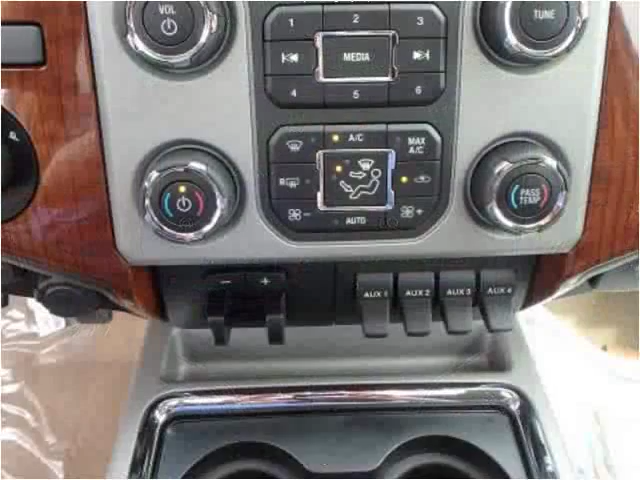 VOL
TUNE
1 2 3
MEDIA
4 5 6
A/C
MAX
A/C
R
PASS
TEMP
AUTO
- +
- +
AUX 1 AUX 2 AUX 3 AUX 4